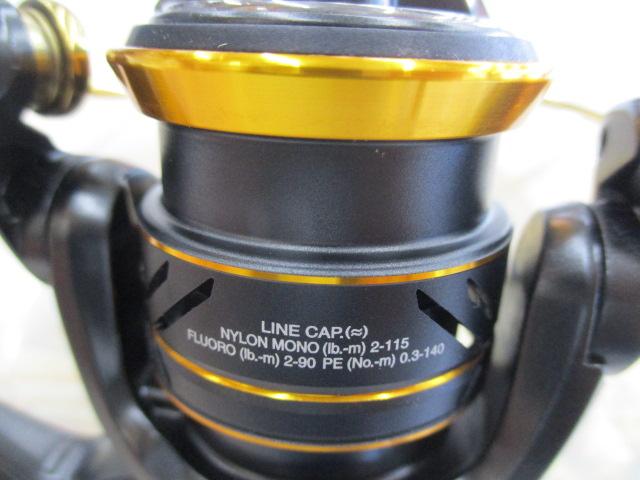 LINE CAP.(≈)
NYLON MONO (lb.-m) 2-115
FLUORO (lb.-m) 2-90 PE (No.-m) 0.3-140